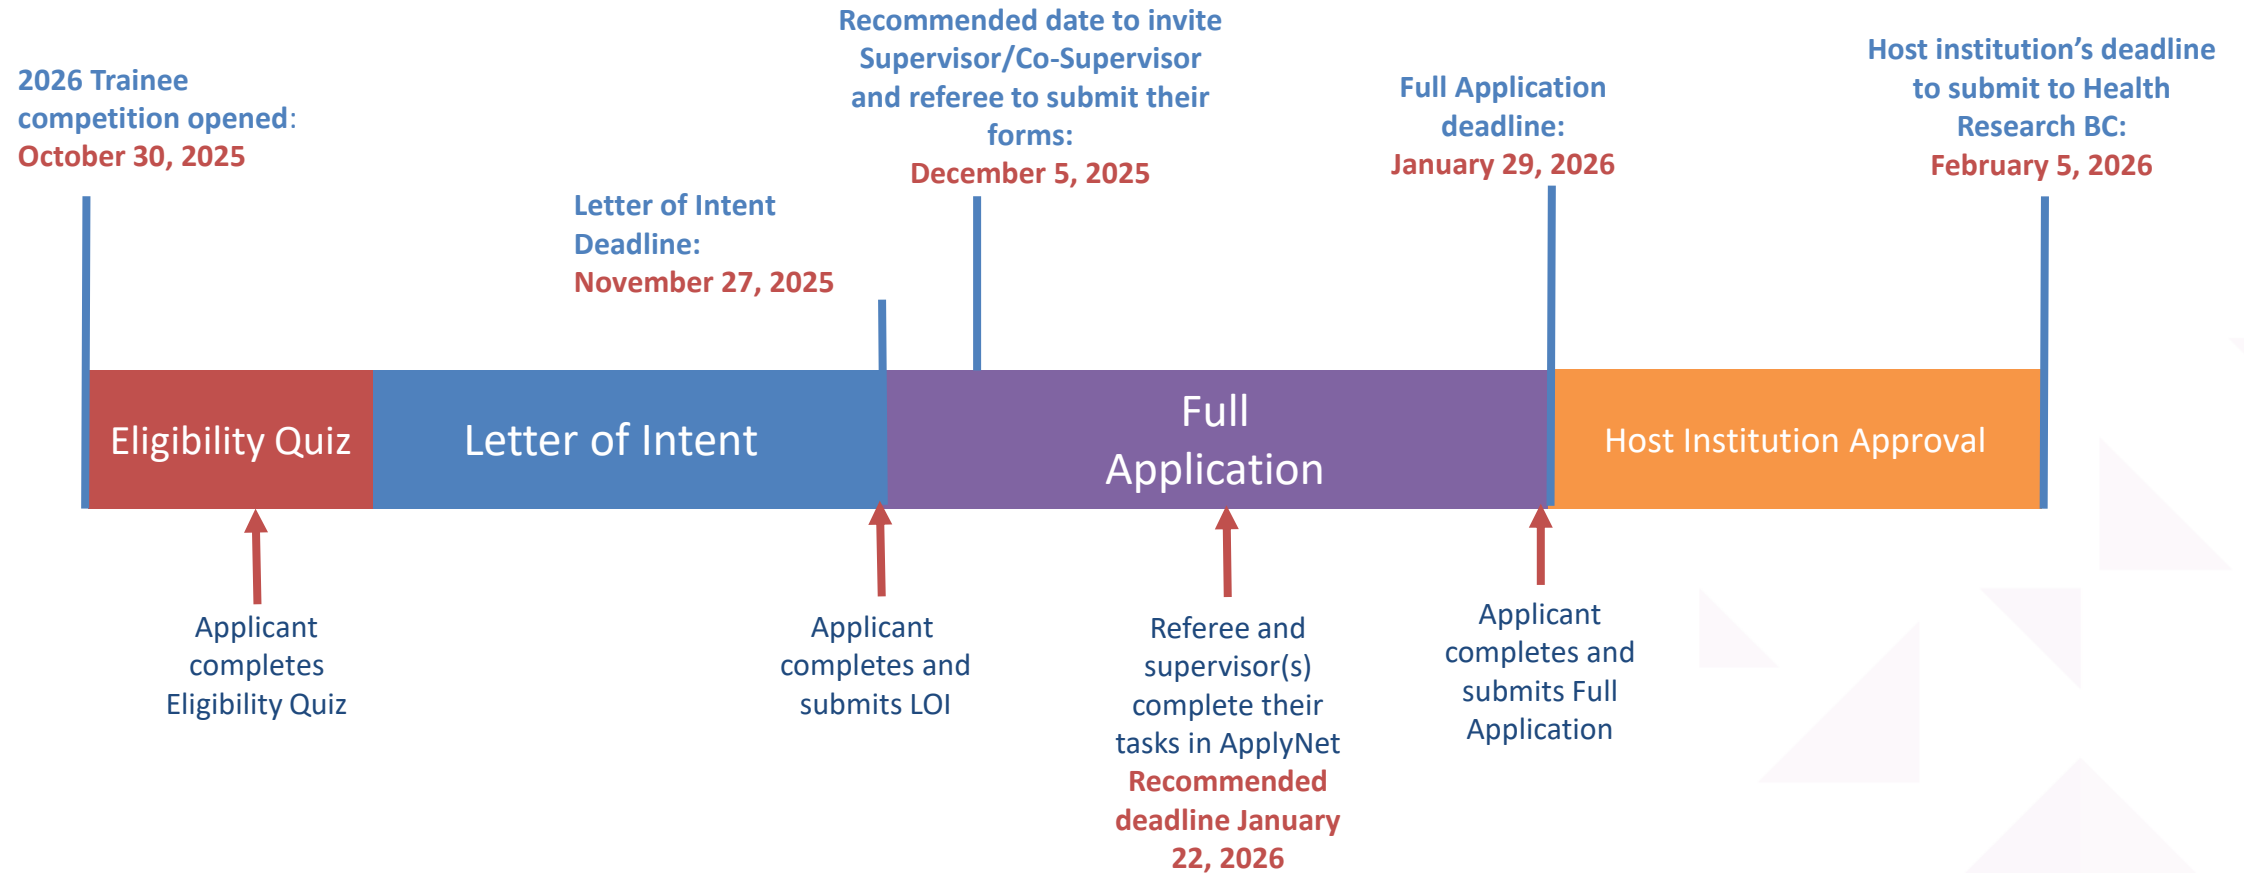 2026 Trainee
competition opened:
October 30, 2025
Letter of Intent
Deadline:
November 27, 2025
Recommended date to invite
Supervisor/Co-Supervisor
and referee to submit their
forms:
December 5, 2025
Full Application
deadline:
January 29, 2026
Host institution’s deadline
to submit to Health
Research BC:
February 5, 2026
Eligibility Quiz
Letter of Intent
Full
Application
Host Institution Approval
Applicant
completes
Eligibility Quiz
Applicant
completes and
submits LOI
Referee and
supervisor(s)
complete their
tasks in ApplyNet
Recommended
deadline January
22, 2026
Applicant
completes and
submits Full
Application